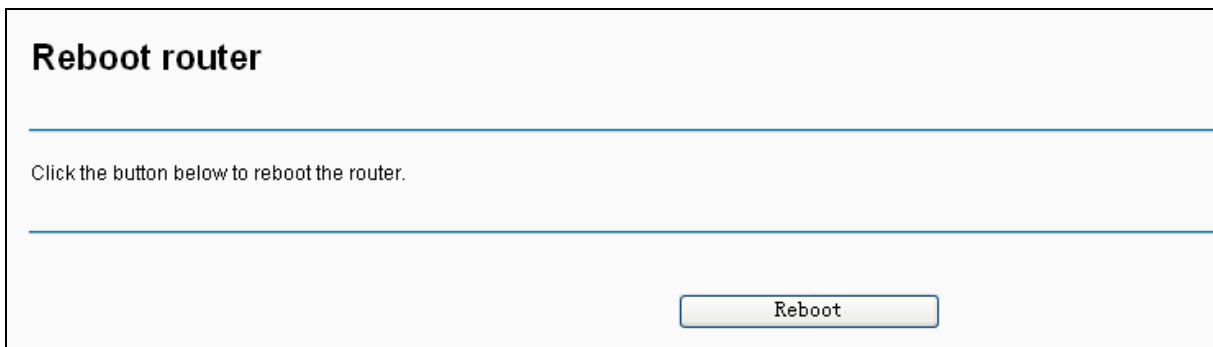 Reboot router
Click the button below to reboot the router.
Reboot